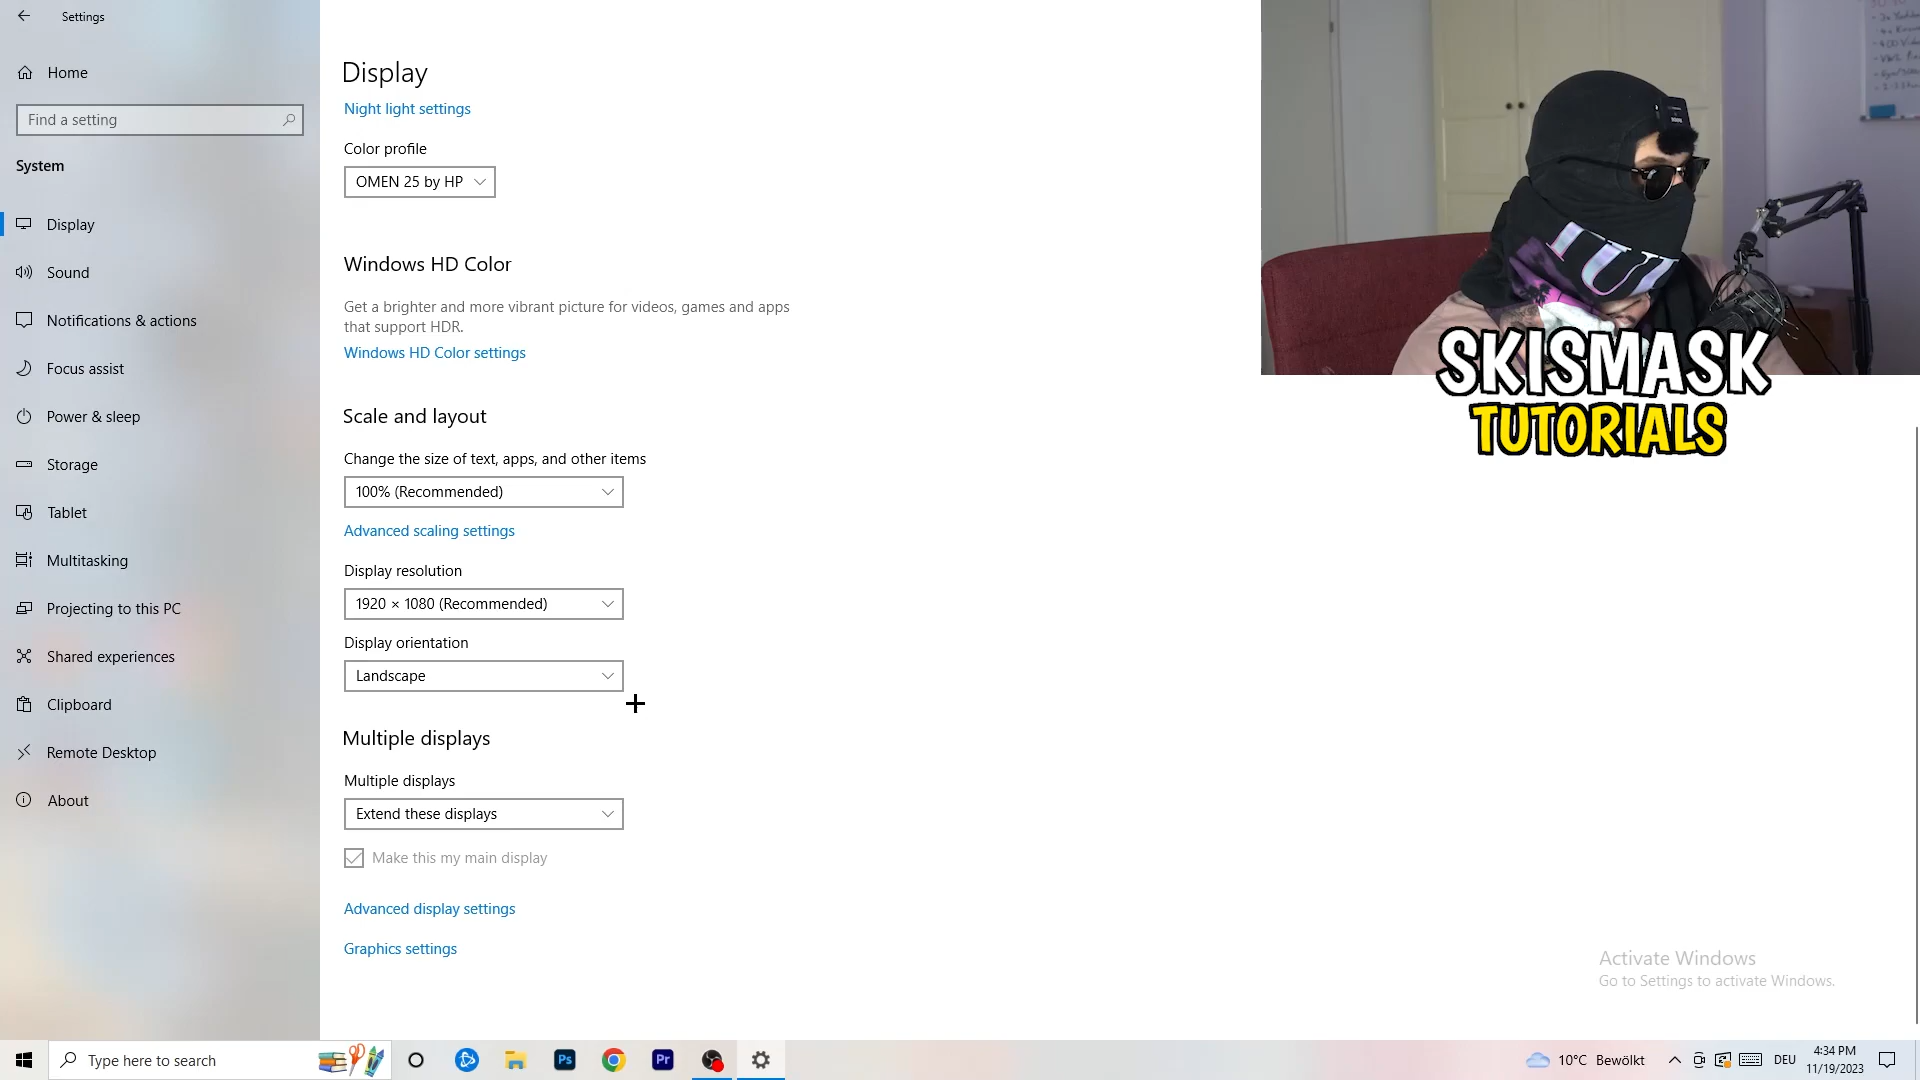 Settings
Home
Find a setting
System
Display
Sound
Notifications & actions
Focus assist
Power & sleep
Storage
Tablet
Multitasking
Projecting to this PC
Shared experiences
Clipboard
Remote Desktop
About
Display
Night light settings
Color profile
OMEN 25 by HP
Windows HD Color
Get a brighter and more vibrant picture for videos, games and apps
that support HDR.
Windows HD Color settings
Scale and layout
Change the size of text, apps, and other items
100% (Recommended)
Advanced scaling settings
Display resolution
1920 × 1080 (Recommended)
Display orientation
Landscape
Multiple displays
Multiple displays
Extend these displays
Make this my main display
Advanced display settings
Graphics settings
SKISMASK
TUTORIALS
Activate Windows
Go to Settings to activate Windows.
Type here to search
Ps
Pr
10°C Bewölkt
DEU
4:34 PM
11/19/2023